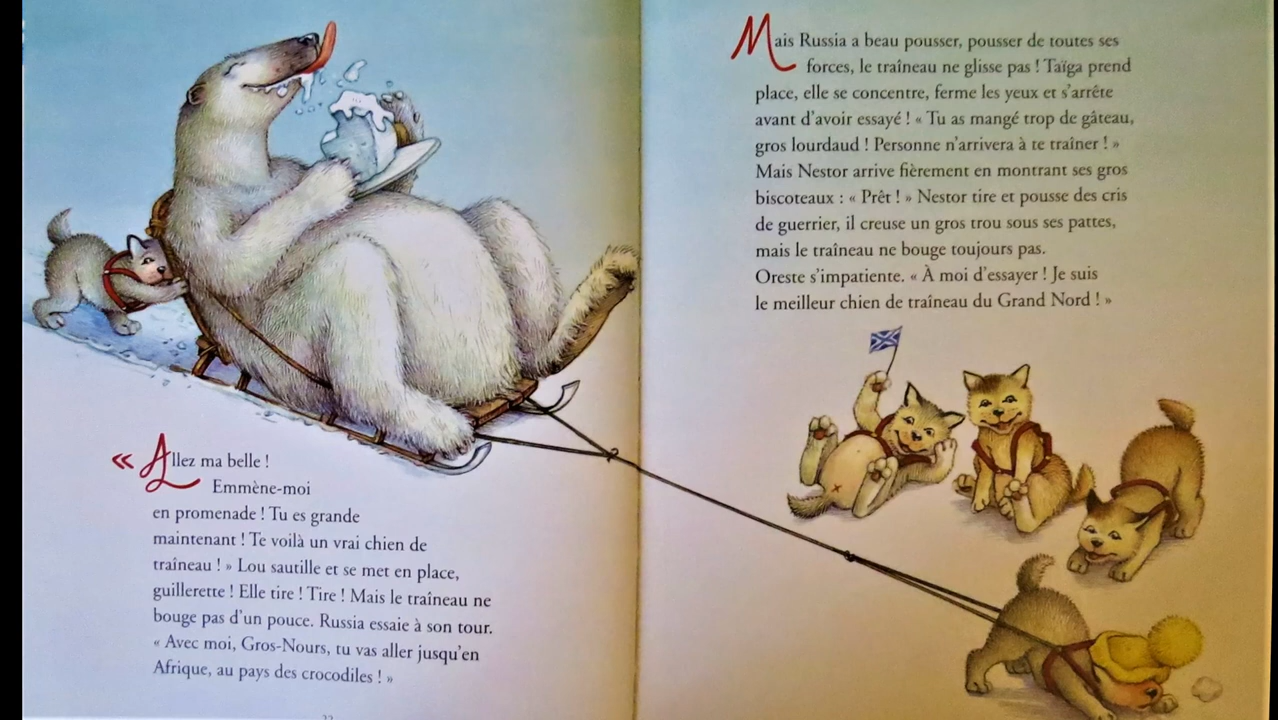 « Allez ma belle !
Emmène-moi
en promenade ! Tu es grande
maintenant ! Te voilà un vrai chien de
traîneau ! » Lou sautille et se met en place,
guillerette ! Elle tire ! Tire ! Mais le traîneau ne
bouge pas d'un pouce. Russia essaie à son tour.
« Avec moi, Gros-Nours, tu vas aller jusqu'en
Afrique, au pays des crocodiles ! »
Mais Russia a beau pousser, pousser de toutes ses
forces, le traîneau ne glisse pas ! Taïga prend
place, elle se concentre, ferme les yeux et s'arrête
avant d'avoir essayé ! « Tu as mangé trop de gâteau,
gros lourdaud ! Personne n'arrivera à te traîner ! »
Mais Nestor arrive fièrement en montrant ses gros
biscoteaux : « Prêt ! » Nestor tire et pousse des cris
de guerrier, il creuse un gros trou sous ses pattes,
mais le traîneau ne bouge toujours pas.
Oreste s'impatiente. « À moi d'essayer ! Je suis
le meilleur chien de traîneau du Grand Nord ! »